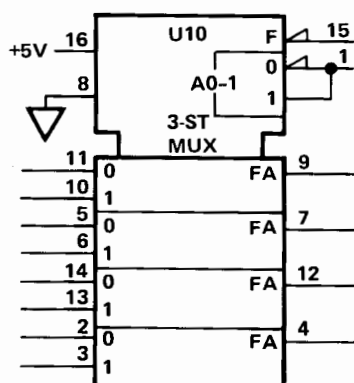 U10
+5V 16 F 15
0 1
8 A0-1
1
3-ST
MUX
11 0 FA 9
10 1
5 0 FA 7
6 1
14 0 FA 12
13 1
2 0 FA 4
3 1